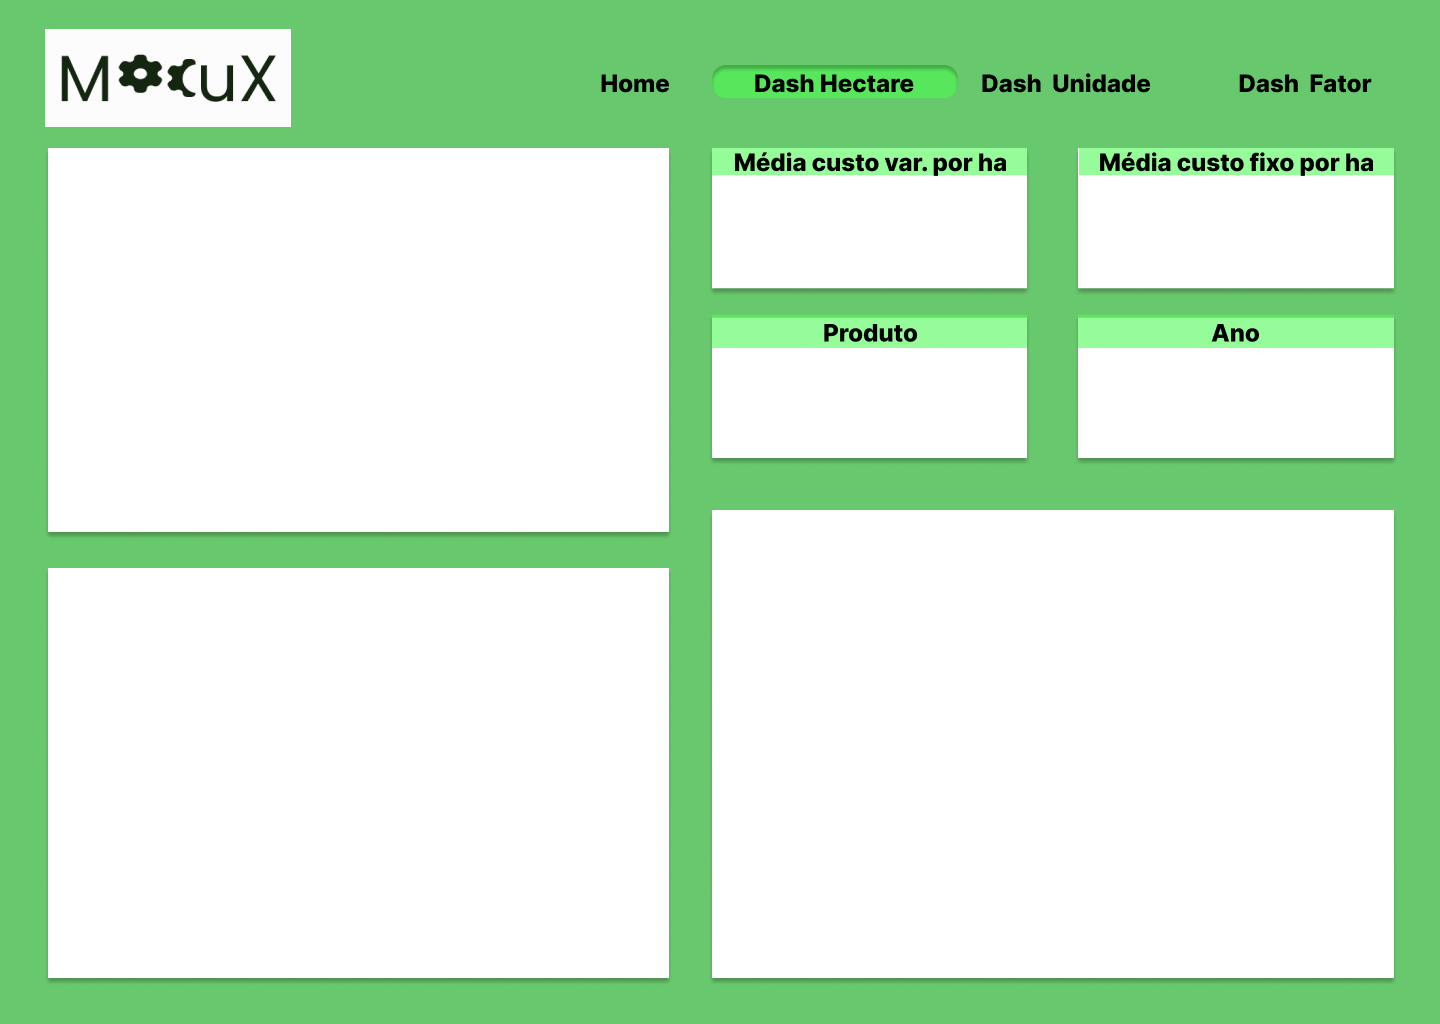 MocuX
Home Dash Hectare Dash Unidade Dash Fator
Média custo var. por ha Média custo fixo por ha
Produto Ano